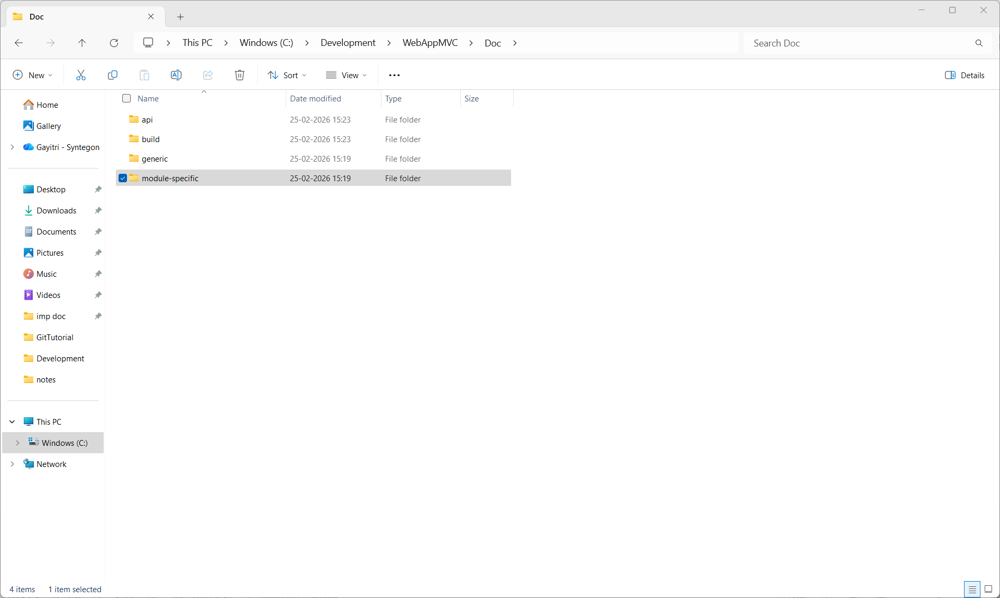 Doc
This PC
Windows (C:)
Development
WebAppMVC
Doc
Search Doc
New
Sort
View
Details
Home
Gallery
Gayitri - Syntegon
Desktop
Downloads
Documents
Pictures
Music
Videos
imp doc
GitTutorial
Development
notes
This PC
Windows (C:)
Network
Name Date modified Type Size
api 25-02-2026 15:23 File folder
build 25-02-2026 15:23 File folder
generic 25-02-2026 15:19 File folder
module-specific 25-02-2026 15:19 File folder
4 items 1 item selected